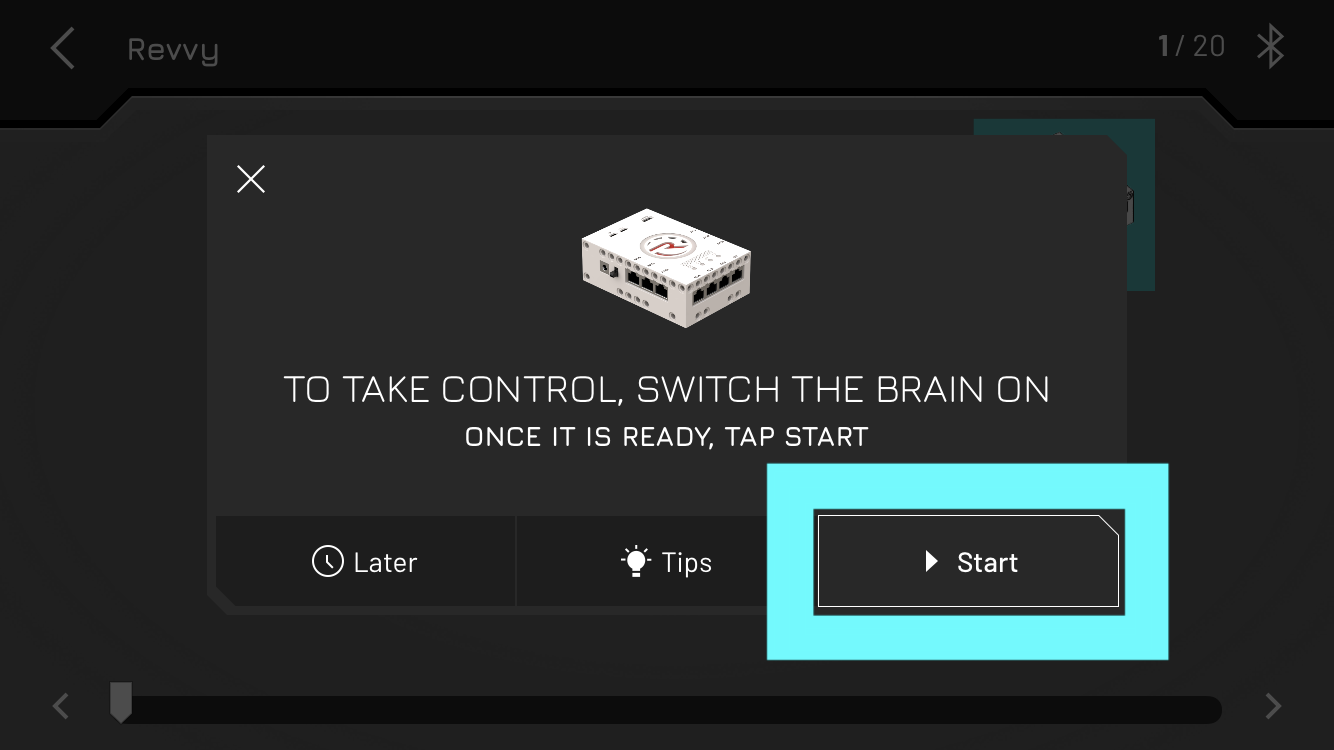 Revvy
1 / 20
TO TAKE CONTROL, SWITCH THE BRAIN ON
ONCE IT IS READY, TAP START
Later
Tips
Start